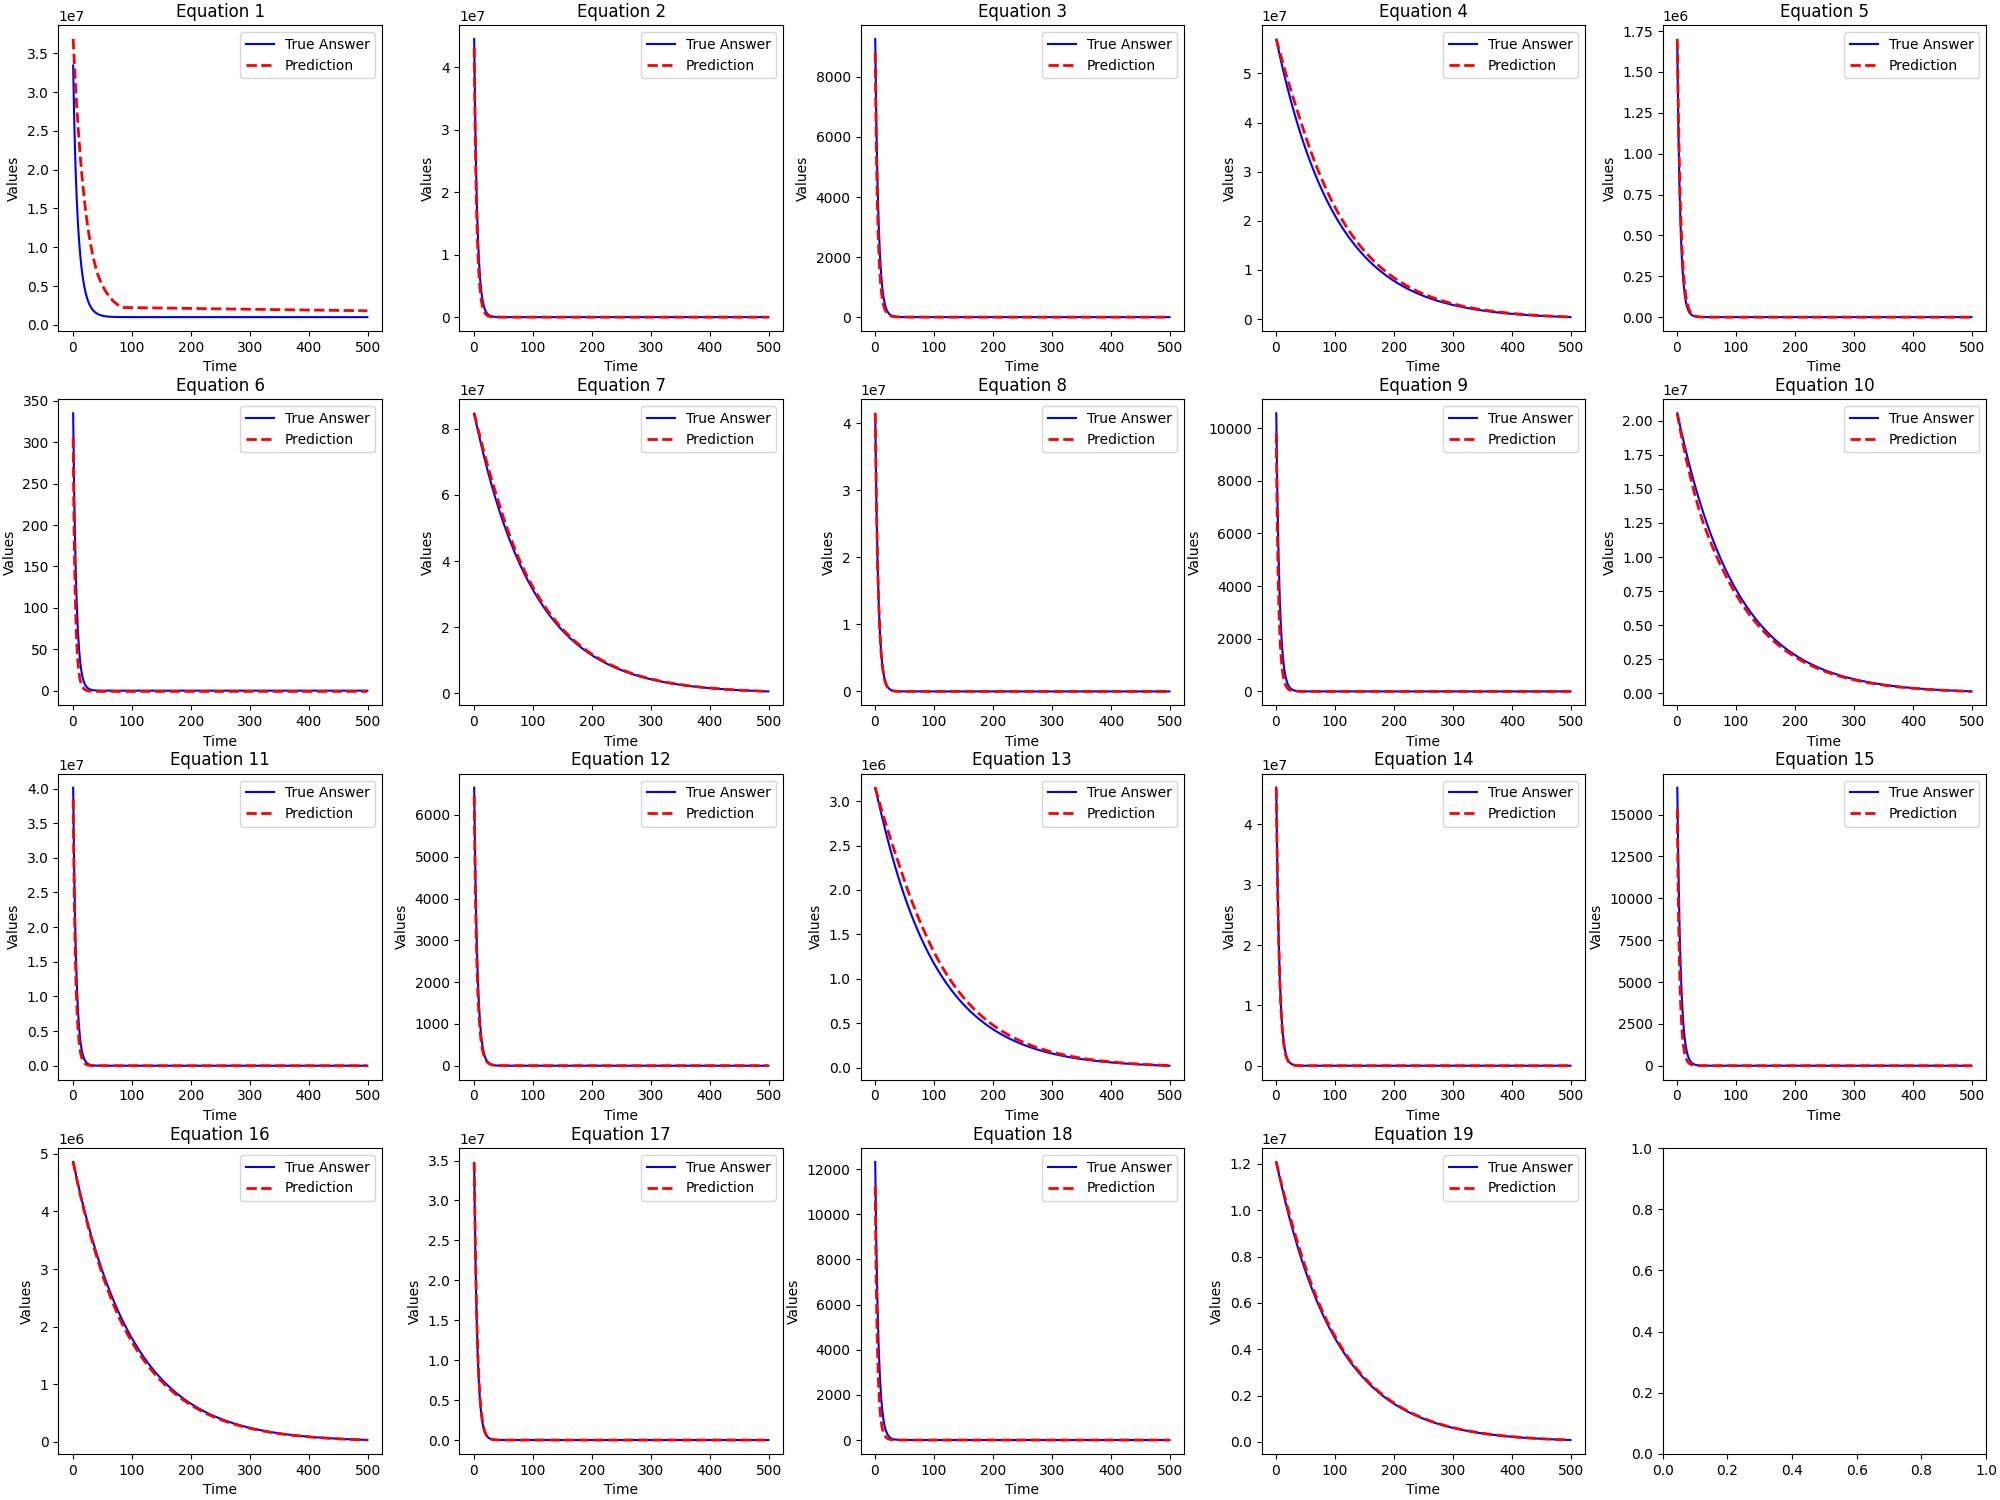 Equation 1
1e7
True Answer
Prediction
3.5
3.0
2.5
2.0
1.5
1.0
0.5
0.0
Values
0 100 200 300 400 500
Time
Equation 2
1e7
True Answer
Prediction
4
3
2
1
0
Values
0 100 200 300 400 500
Time
Equation 3
True Answer
Prediction
8000
6000
4000
2000
0
Values
0 100 200 300 400 500
Time
Equation 4
1e7
True Answer
Prediction
5
4
3
2
1
0
Values
0 100 200 300 400 500
Time
Equation 5
1e6
True Answer
Prediction
1.75
1.50
1.25
1.00
0.75
0.50
0.25
0.00
Values
0 100 200 300 400 500
Time
Equation 6
True Answer
Prediction
350
300
250
200
150
100
50
0
Values
0 100 200 300 400 500
Time
Equation 7
1e7
True Answer
Prediction
8
6
4
2
0
Values
0 100 200 300 400 500
Time
Equation 8
1e7
True Answer
Prediction
4
3
2
1
0
Values
0 100 200 300 400 500
Time
Equation 9
True Answer
Prediction
10000
8000
6000
4000
2000
0
Values
0 100 200 300 400 500
Time
Equation 10
1e7
True Answer
Prediction
2.00
1.75
1.50
1.25
1.00
0.75
0.50
0.25
0.00
Values
0 100 200 300 400 500
Time
Equation 11
1e7
True Answer
Prediction
4.0
3.5
3.0
2.5
2.0
1.5
1.0
0.5
0.0
Values
0 100 200 300 400 500
Time
Equation 12
True Answer
Prediction
6000
5000
4000
3000
2000
1000
0
Values
0 100 200 300 400 500
Time
Equation 13
1e6
True Answer
Prediction
3.0
2.5
2.0
1.5
1.0
0.5
0.0
Values
0 100 200 300 400 500
Time
Equation 14
1e7
True Answer
Prediction
4
3
2
1
0
Values
0 100 200 300 400 500
Time
Equation 15
True Answer
Prediction
15000
12500
10000
7500
5000
2500
0
Values
0 100 200 300 400 500
Time
Equation 16
1e6
True Answer
Prediction
5
4
3
2
1
0
Values
0 100 200 300 400 500
Time
Equation 17
1e7
True Answer
Prediction
3.5
3.0
2.5
2.0
1.5
1.0
0.5
0.0
Values
0 100 200 300 400 500
Time
Equation 18
True Answer
Prediction
12000
10000
8000
6000
4000
2000
0
Values
0 100 200 300 400 500
Time
Equation 19
1e7
True Answer
Prediction
1.2
1.0
0.8
0.6
0.4
0.2
0.0
Values
0 100 200 300 400 500
Time
1.0
0.8
0.6
0.4
0.2
0.0
0.0 0.2 0.4 0.6 0.8 1.0